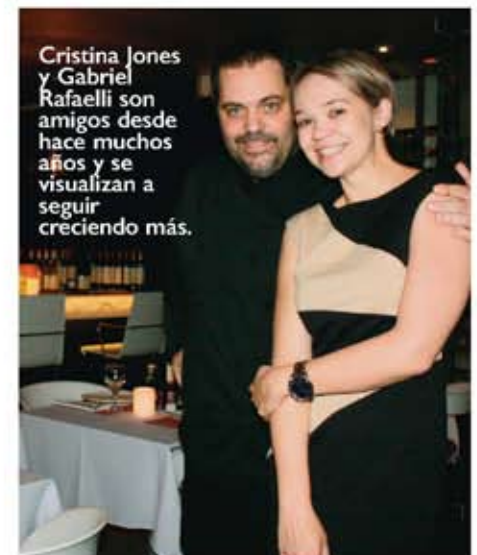 Cristina Jones
y Gabriel
Rafaelli son
amigos desde
hace muchos
años y se
visualizan a
seguir
creciendo más.